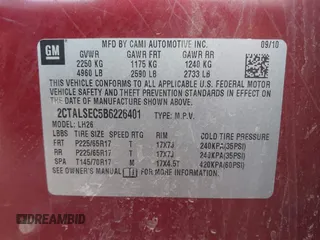 GM
MFD. BY CAMI AUTOMOTIVE INC. 09/10
GVWR GAWR FRT GAWR RR
2250 KG 1175 KG 1240 KG
4960 LB 2590 LB 2733 LB
THIS VEHICLE CONFORMS TO ALL APPLICABLE U.S. FEDERAL
MOTOR VEHICLE SAFETY, BUMPER, AND THEFT PREVENTION
STANDARDS IN EFFECT ON THE DATE OF MANUFACTURE SHOWN ABOVE.
2CTALSEC5B6226401 TYPE: M.P.V.
MODEL: LH26
LBBS TIRE SIZE SPEED RTG RIM COLD TIRE PRESSURE
FRT P225/65R17 T 17X7J 240KPA(35PSI)
RR P225/65R17 T 17X7J 240KPA(35PSI)
SPA T145/70R17 M 17X4.5T 420KPA(60PSI)
SEE OWNER'S MANUAL FOR
DREAMBID